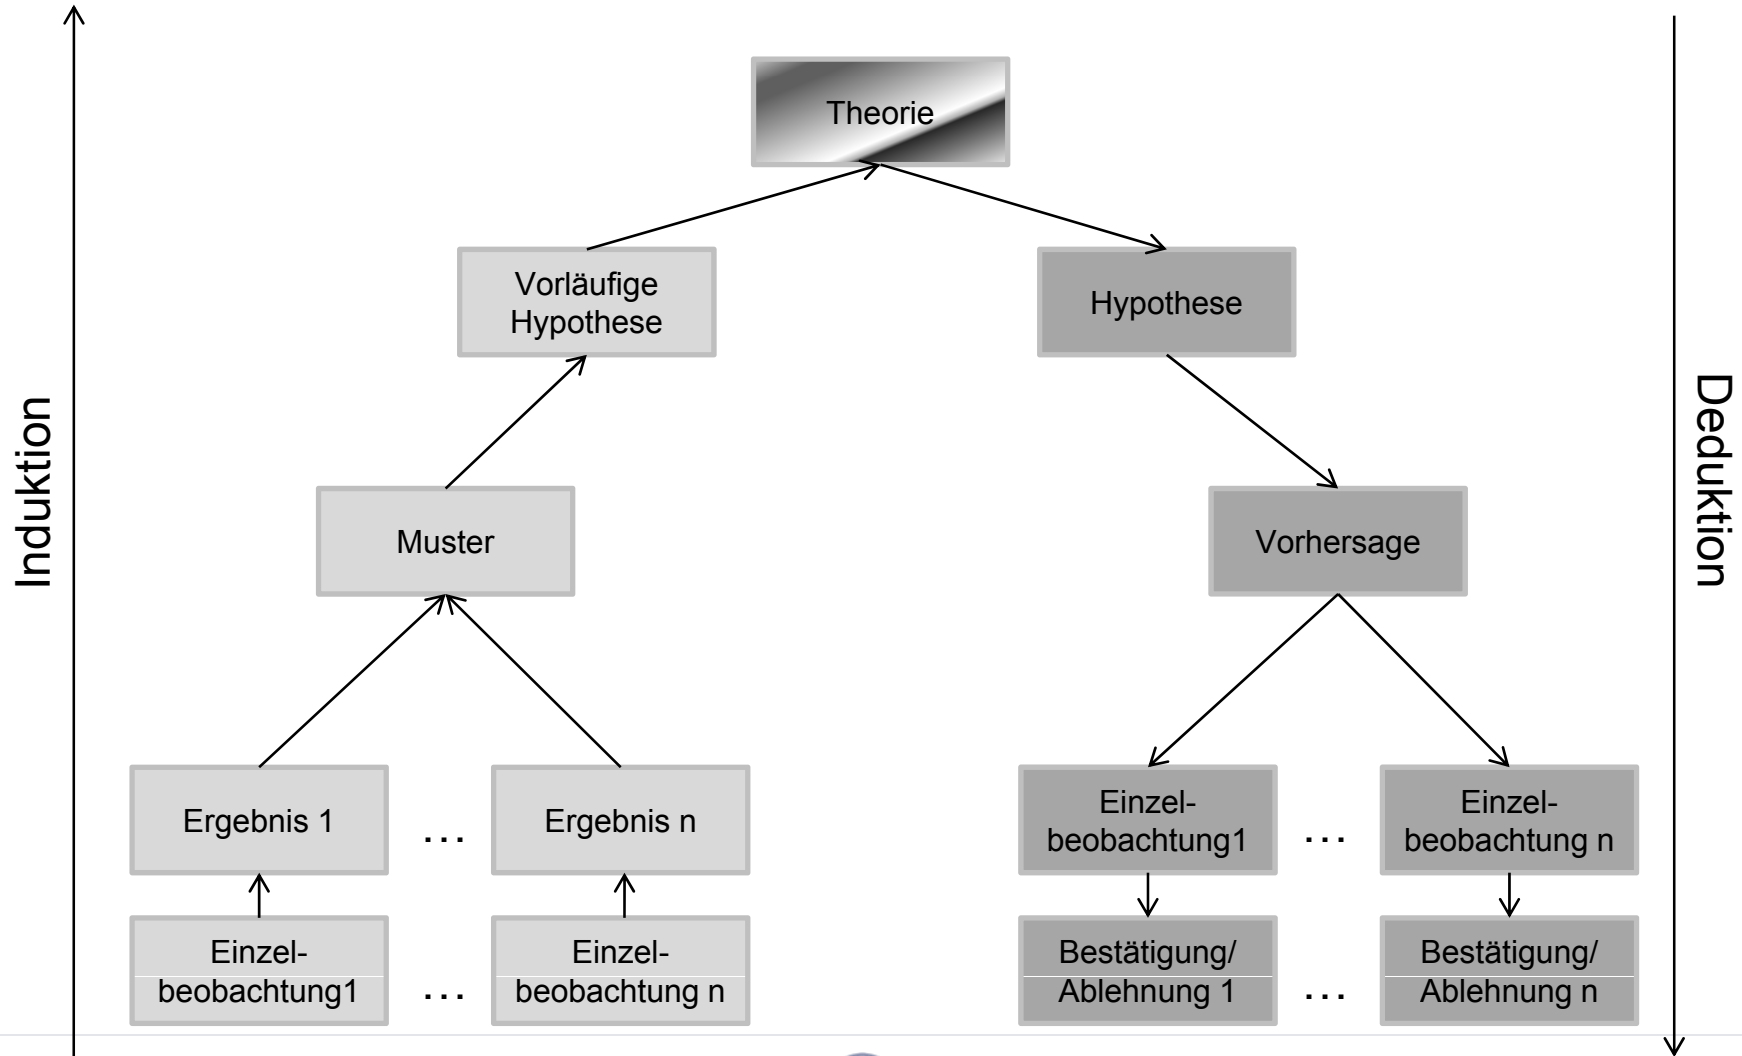 Theorie
Vorläufige
Hypothese
Hypothese
Induktion
Deduktion
Muster
Vorhersage
Ergebnis 1
...
Ergebnis n
Einzel-
beobachtung1
...
Einzel-
beobachtung n
Einzel-
beobachtung1
...
Einzel-
beobachtung n
Bestätigung/
Ablehnung 1
...
Bestätigung/
Ablehnung n